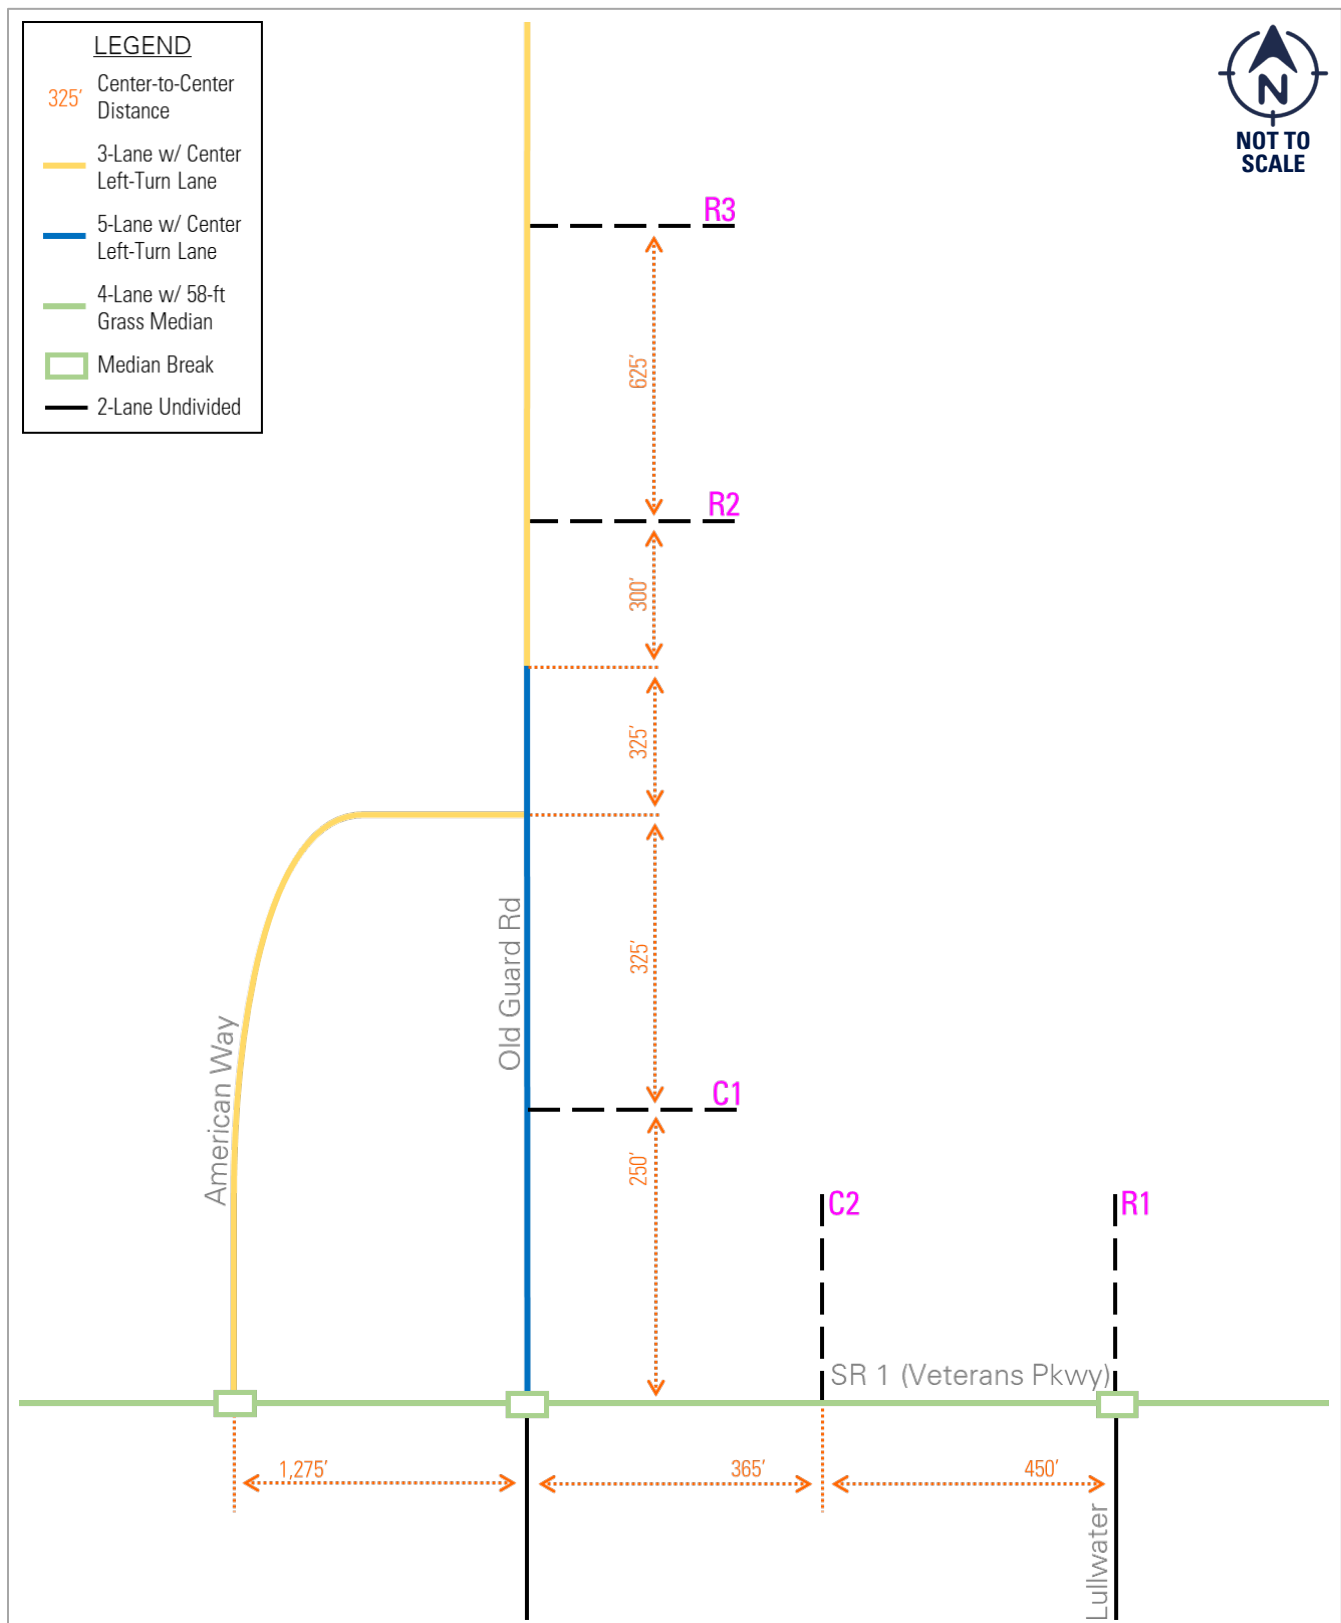 LEGEND
325' Center-to-Center
Distance
3-Lane w/ Center
Left-Turn Lane
5-Lane w/ Center
Left-Turn Lane
4-Lane w/ 58-ft
Grass Median
Median Break
2-Lane Undivided
N
NOT TO
SCALE
R3
625'
R2
300'
325'
325'
Old Guard Rd
American Way
C1
250'
C2
R1
SR 1 (Veterans Pkwy)
1,275'
365'
450'
Lullwater